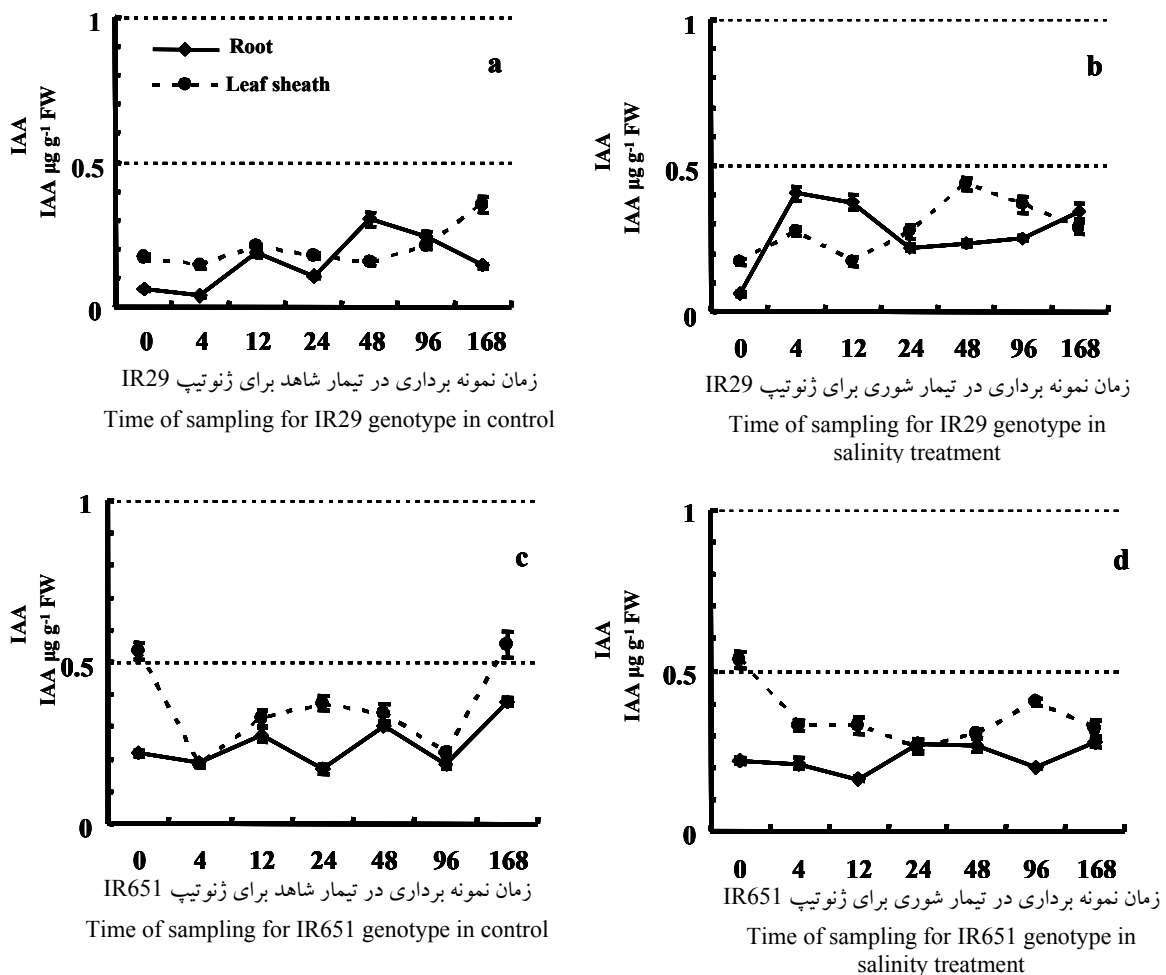 1
Root
Leaf sheath
a
IAA
IAA µg g-1 FW
0.5
0
0 4 12 24 48 96 168
زمان نمونه برداری در تیمار شاهد برای ژنوتیپ IR29
Time of sampling for IR29 genotype in control
1
b
IAA
IAA µg g-1 FW
0.5
0
0 4 12 24 48 96 168
زمان نمونه برداری در تیمار شوری برای ژنوتیپ IR29
Time of sampling for IR29 genotype in
salinity treatment
1
c
IAA
IAA µg g-1 FW
0.5
0
0 4 12 24 48 96 168
زمان نمونه برداری در تیمار شاهد برای ژنوتیپ IR651
Time of sampling for IR651 genotype in control
1
d
IAA
IAA µg g-1 FW
0.5
0
0 4 12 24 48 96 168
زمان نمونه برداری در تیمار شوری برای ژنوتیپ IR651
Time of sampling for IR651 genotype in
salinity treatment